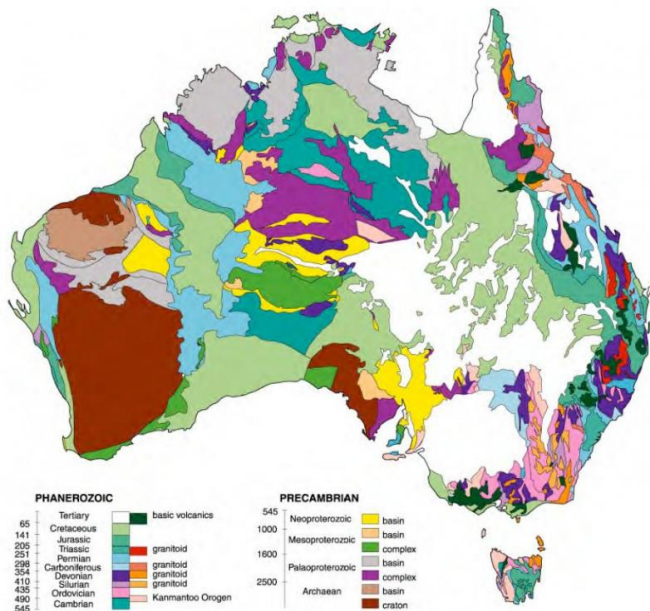 PHANEROZOIC
Tertiary
65
basic volcanics
Cretaceous
141
Jurassic
205
Triassic
251
granitoid
Permian
298
Carboniferous
354
granitoid
Devonian
410
granitoid
Silurian
435
granitoid
Ordovician
490
Kanmantoo Orogen
Cambrian
545
PRECAMBRIAN
545
Neoproterozoic
basin
1000
Mesoproterozoic
basin
complex
1600
Palaoproterozoic
basin
complex
2500
Archaean
basin
craton